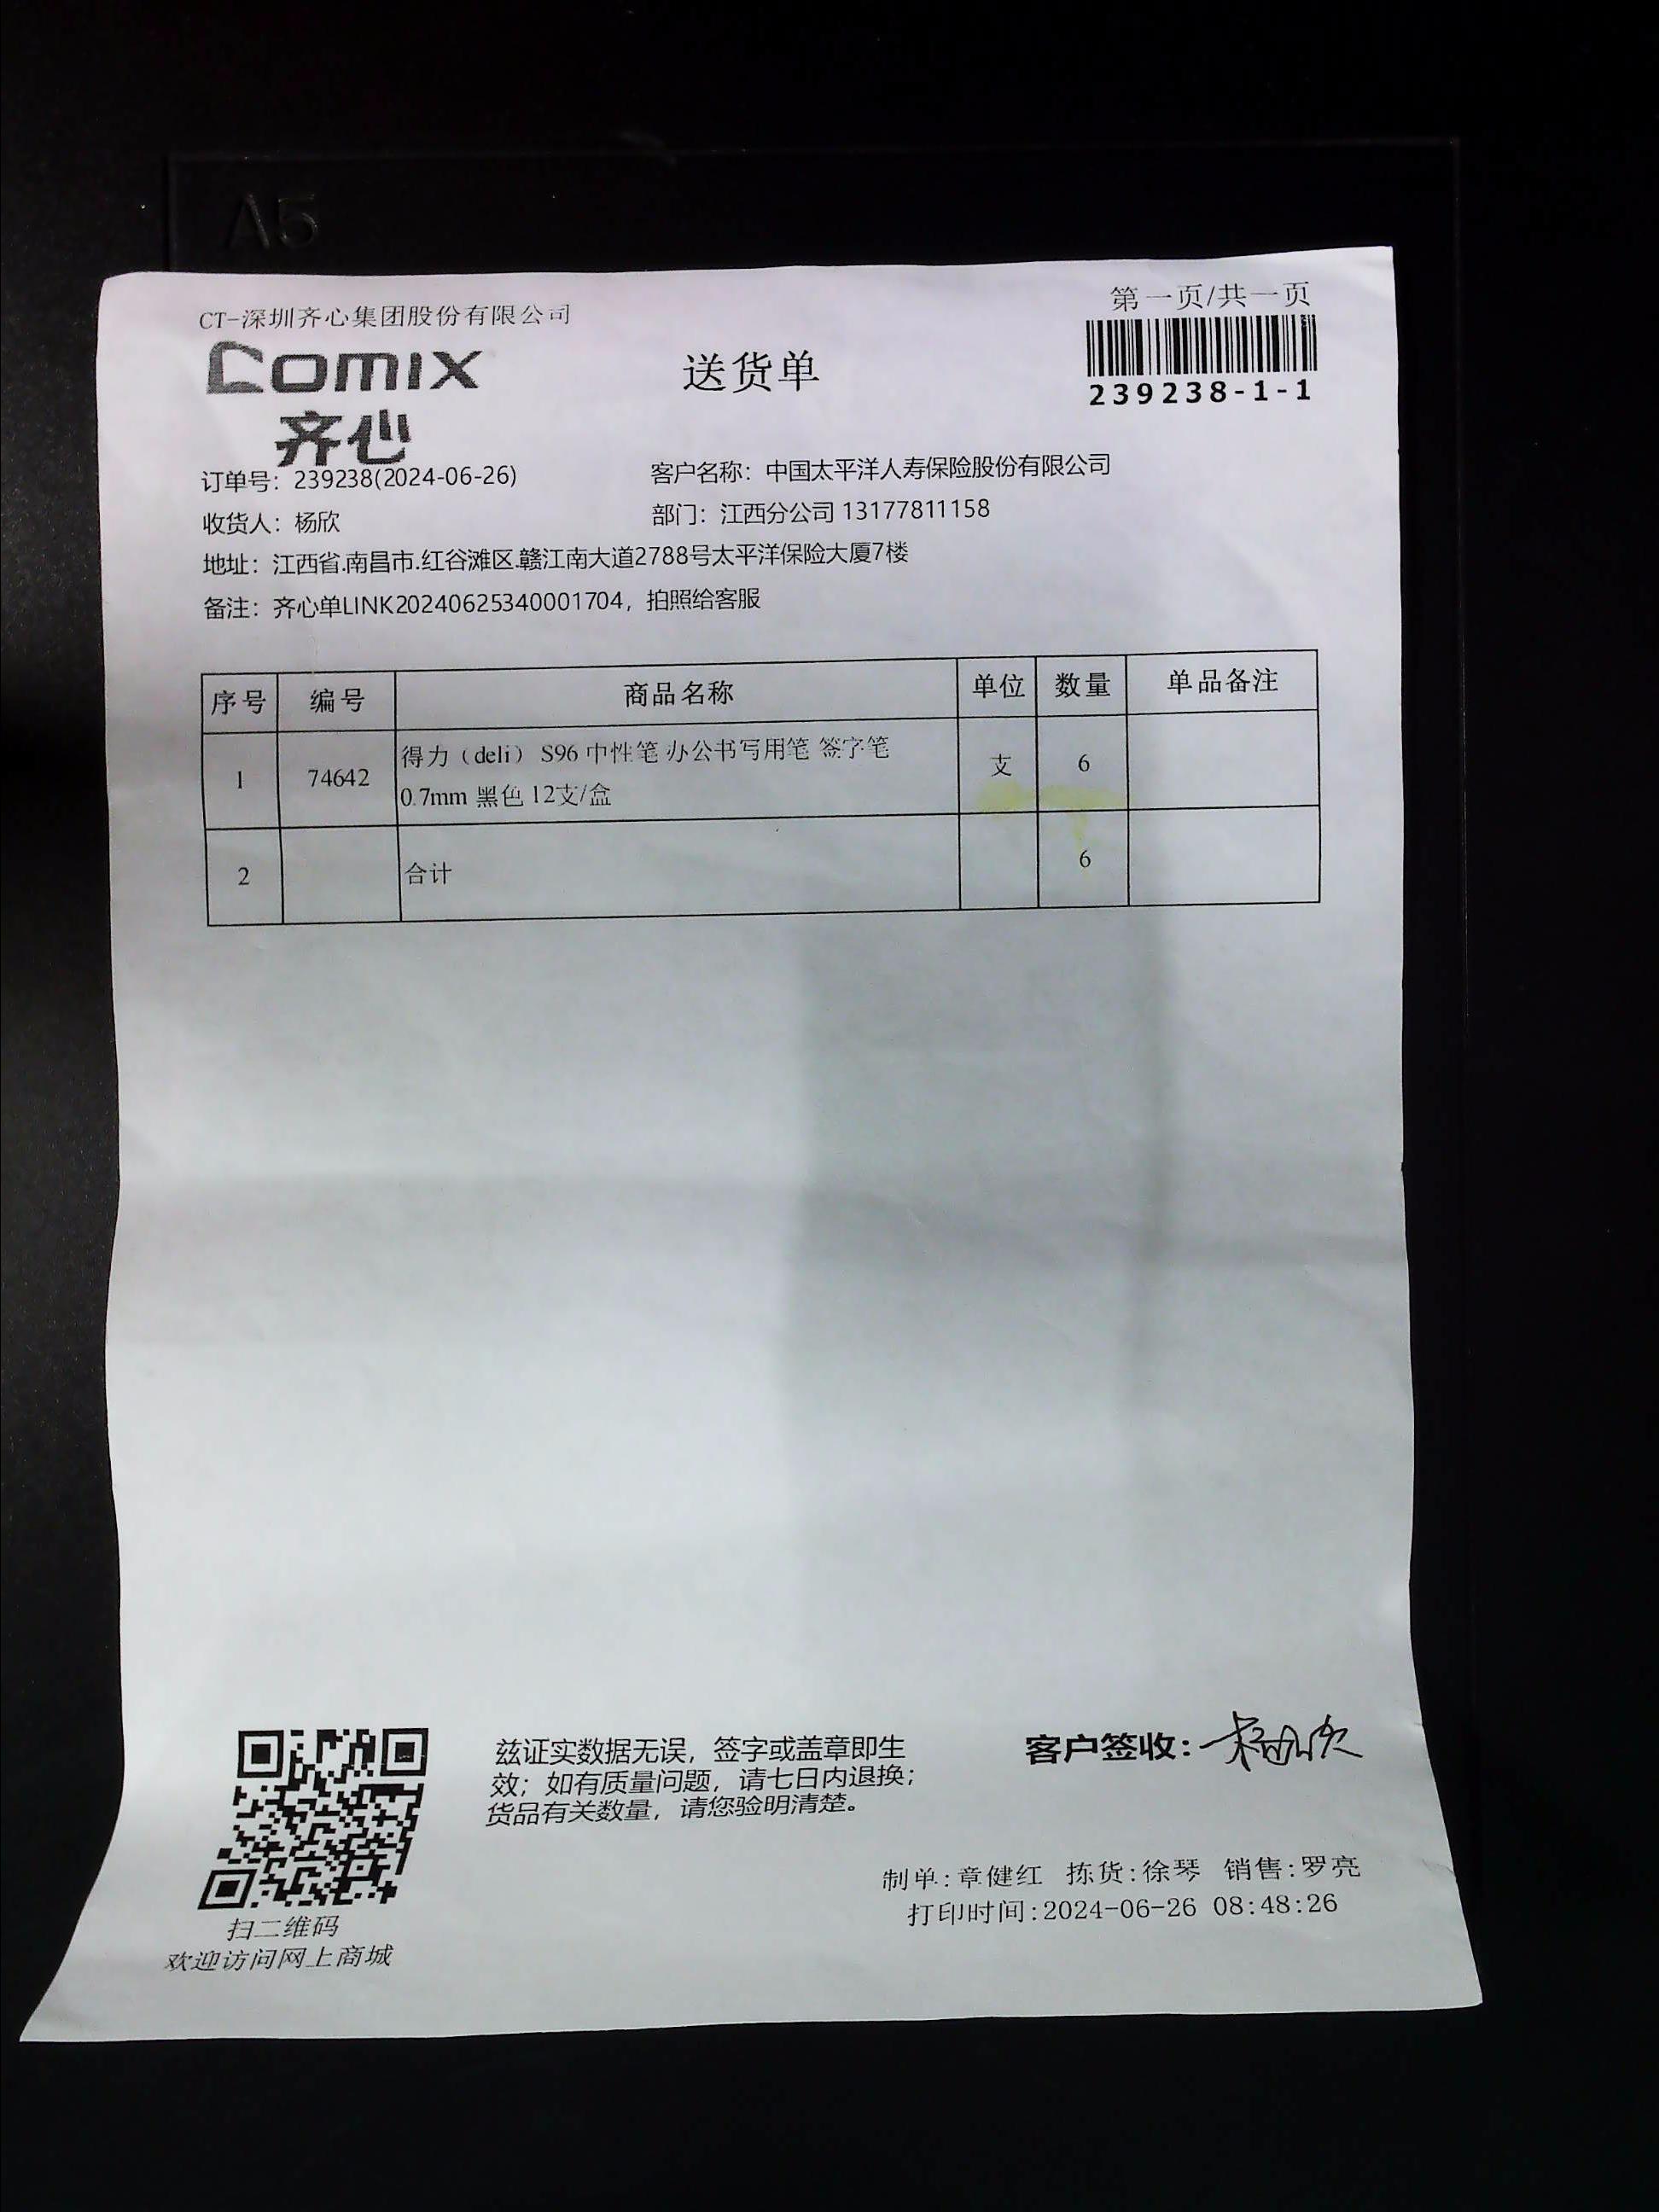 A5
CT-深圳齐心集团股份有限公司
comix
齐心
送货单
第一页/共一页
239238-1-1
订单号：239238(2024-06-26) 客户名称：中国太平洋人寿保险股份有限公司
收货人：杨欣 部门：江西分公司 13177811158
地址：江西省.南昌市.红谷滩区.赣江南大道2788号太平洋保险大厦7楼
备注：齐心单LINK20240625340001704，拍照给客服
序号 编号 商品名称 单位 数量 单品备注
1 74642 得力（deli） S96 中性笔 办公书写用笔 签字笔 支 6
0.7mm 黑色 12支/盒
2 合计 6
兹证实数据无误，签字或盖章即生
效；如有质量问题，请七日内退换；
货品有关数量，请您验明清楚。
客户签收：杨欣
制单:章健红 拣货:徐琴 销售:罗亮
打印时间:2024-06-26 08:48:26
扫二维码
欢迎访问网上商城